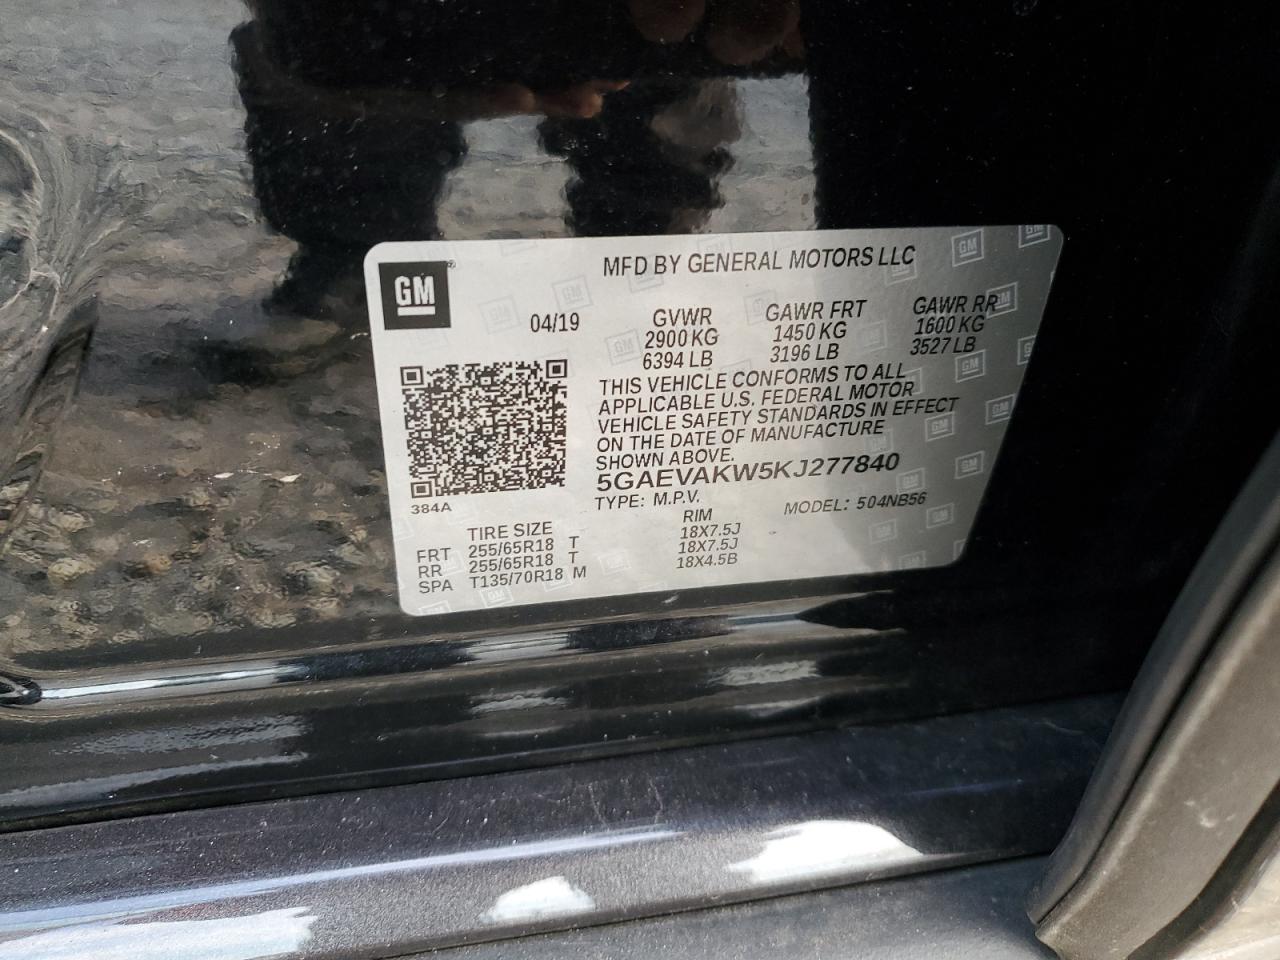 GM
MFD BY GENERAL MOTORS LLC
04/19
GVWR GAWR FRT GAWR RR
2900 KG 1450 KG 1600 KG
6394 LB 3196 LB 3527 LB
THIS VEHICLE CONFORMS TO ALL
APPLICABLE U.S. FEDERAL MOTOR
VEHICLE SAFETY STANDARDS IN EFFECT
ON THE DATE OF MANUFACTURE
SHOWN ABOVE.
5GAEVAKW5KJ277840
TYPE: M.P.V. MODEL: 504NB56
384A
TIRE SIZE RIM
FRT 255/65R18 T 18X7.5J
RR 255/65R18 T 18X7.5J
SPA T135/70R18 M 18X4.5B